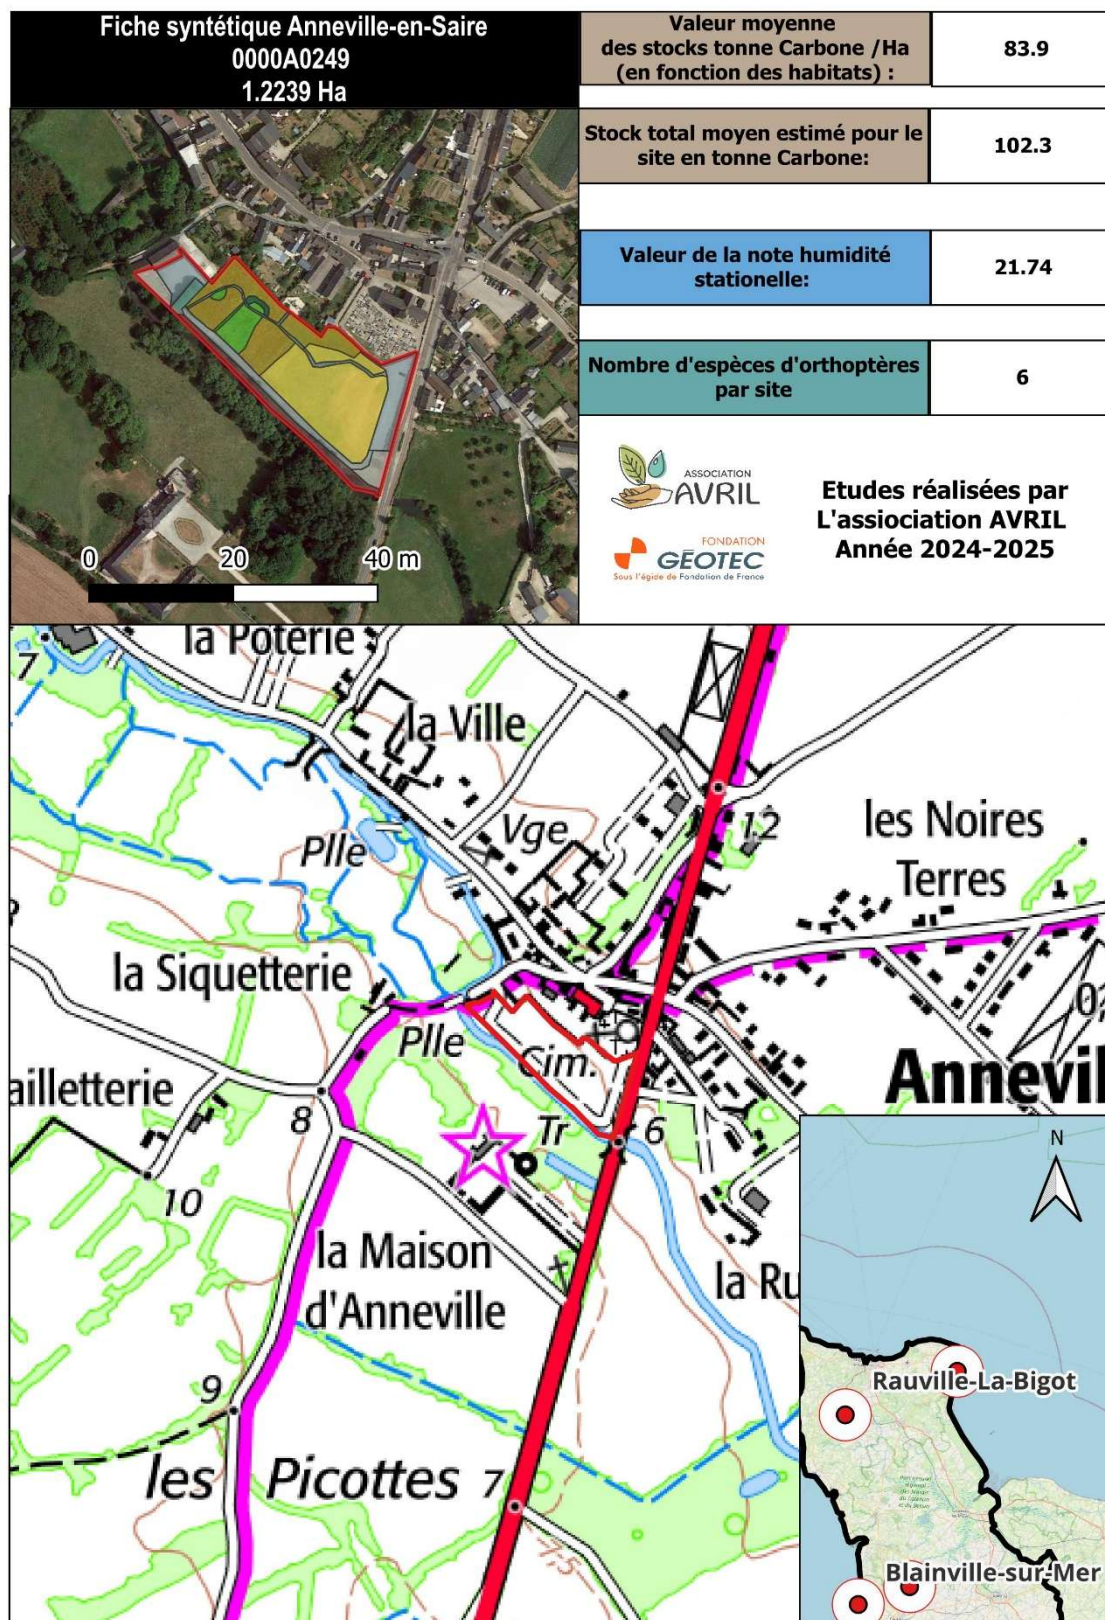 Fiche syntétique Anneville-en-Saire
0000A0249
1.2239 Ha
Valeur moyenne
des stocks tonne Carbone /Ha
(en fonction des habitats) :
83.9
Stock total moyen estimé pour le
site en tonne Carbone:
102.3
Valeur de la note humidité
stationelle:
21.74
Nombre d'espèces d'orthoptères
par site
6
ASSOCIATION
AVRIL
FONDATION
GÉOTEC
Sous l'égide de Fondation de France
Etudes réalisées par
L'assiociation AVRIL
Année 2024-2025
0 20 40 m
la Poterie
7
la Ville
Plle
Vge
12
les Noires
Terres
la Siquetterie
Plle
Cim.
0,
Annevil
ailletterie
8
Tr
6
10
la Maison
d'Anneville
la Ru
9
les Picottes 7
7,5
N
Rauville-La-Bigot
Blainville-sur-Mer